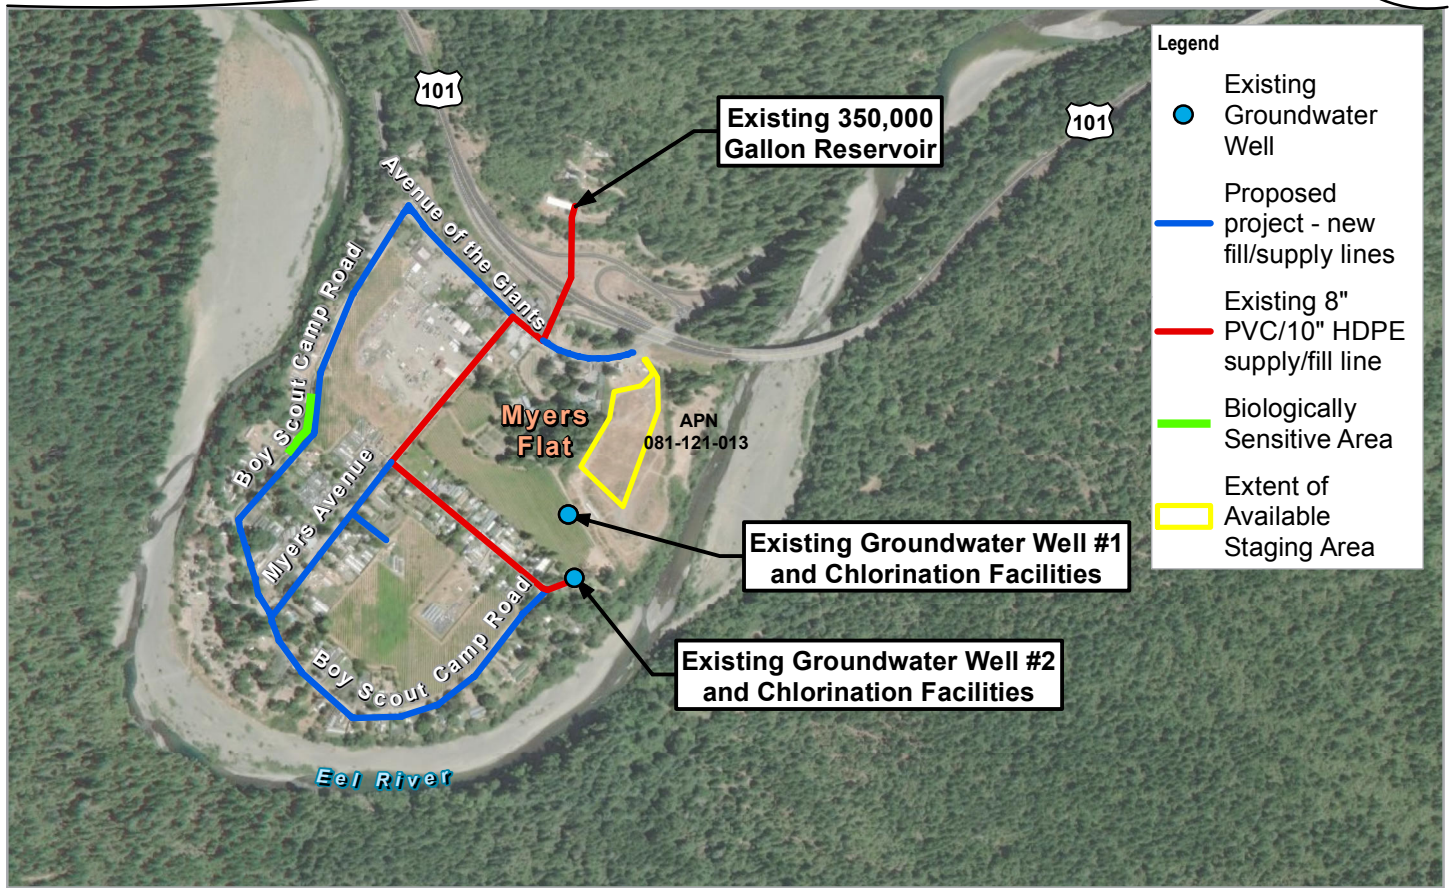 101
101
Existing 350,000
Gallon Reservoir
Avenue of the Giants
Boy Scout Camp Road
Myers
Flat
APN
081-121-013
Myers Avenue
Existing Groundwater Well #1
and Chlorination Facilities
Boy Scout Camp Road
Existing Groundwater Well #2
and Chlorination Facilities
Eel River
Legend
Existing
Groundwater
Well
Proposed
project - new
fill/supply lines
Existing 8"
PVC/10" HDPE
supply/fill line
Biologically
Sensitive Area
Extent of
Available
Staging Area